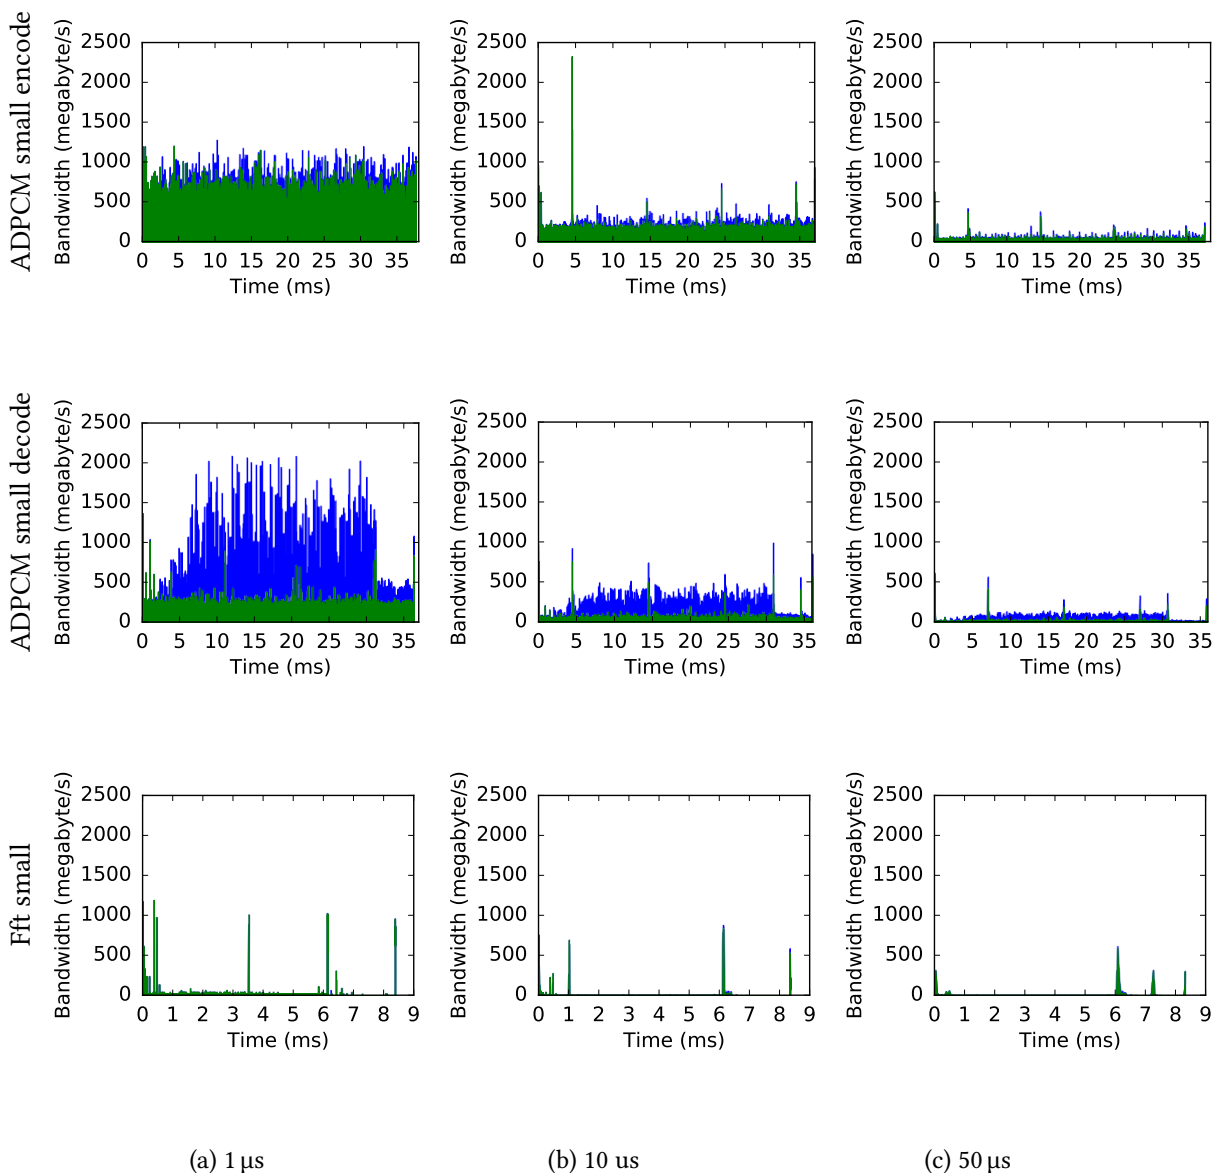 ADPCM small encode
Bandwidth (megabyte/s)
2500
2000
1500
1000
500
0
0 5 10 15 20 25 30 35
Time (ms)
Bandwidth (megabyte/s)
2500
2000
1500
1000
500
0
0 5 10 15 20 25 30 35
Time (ms)
Bandwidth (megabyte/s)
2500
2000
1500
1000
500
0
0 5 10 15 20 25 30 35
Time (ms)
ADPCM small decode
Bandwidth (megabyte/s)
2500
2000
1500
1000
500
0
0 5 10 15 20 25 30 35
Time (ms)
Bandwidth (megabyte/s)
2500
2000
1500
1000
500
0
0 5 10 15 20 25 30 35
Time (ms)
Bandwidth (megabyte/s)
2500
2000
1500
1000
500
0
0 5 10 15 20 25 30 35
Time (ms)
Fft small
Bandwidth (megabyte/s)
2500
2000
1500
1000
500
0
0 1 2 3 4 5 6 7 8 9
Time (ms)
Bandwidth (megabyte/s)
2500
2000
1500
1000
500
0
0 1 2 3 4 5 6 7 8 9
Time (ms)
Bandwidth (megabyte/s)
2500
2000
1500
1000
500
0
0 1 2 3 4 5 6 7 8 9
Time (ms)
(a) 1 µs
(b) 10 us
(c) 50 µs